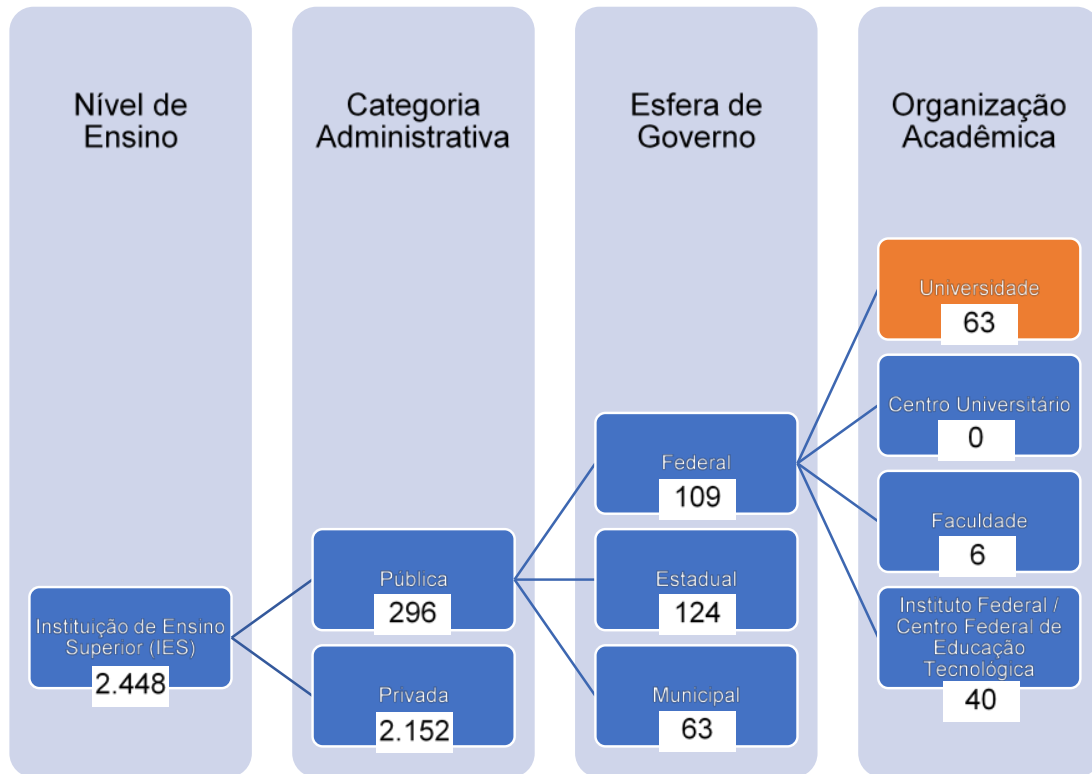 Nível de
Ensino
Categoria
Administrativa
Esfera de
Governo
Organização
Acadêmica
Instituição de Ensino
Superior (IES)
2.448
Pública
296
Privada
2.152
Federal
109
Estadual
124
Municipal
63
Universidade
63
Centro Universitário
0
Faculdade
6
Instituto Federal /
Centro Federal de
Educação
Tecnológica
40